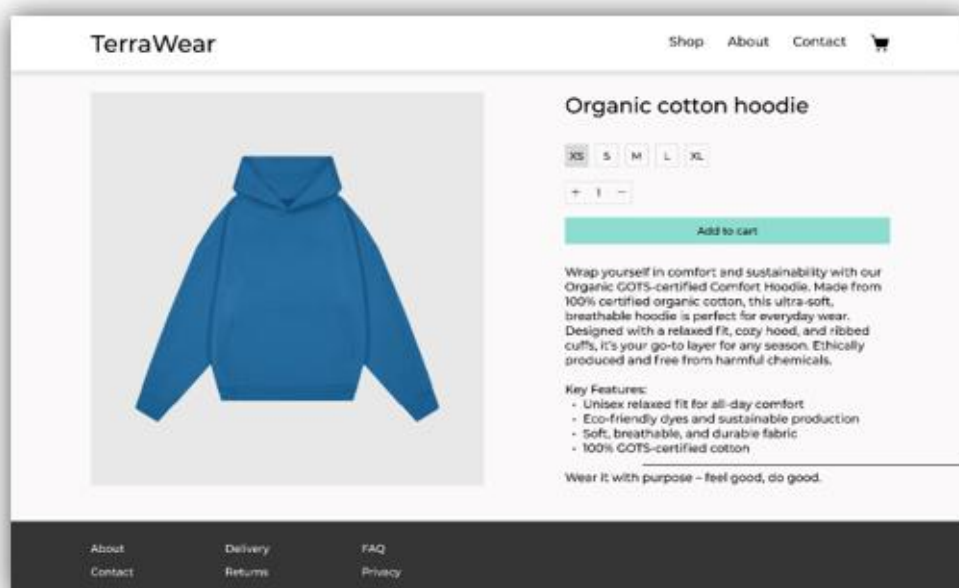 TerraWear
Shop About Contact
Organic cotton hoodie
XS S M L XL
+ 1 −
Add to cart
Wrap yourself in comfort and sustainability with our
Organic GOTS-certified Comfort Hoodie. Made from
100% certified organic cotton, this ultra-soft,
breathable hoodie is perfect for everyday wear.
Designed with a relaxed fit, cozy hood, and ribbed
cuffs, it's your go-to layer for any season. Ethically
produced and free from harmful chemicals.
Key Features:
• Unisex relaxed fit for all-day comfort
• Eco-friendly dyes and sustainable production
• Soft, breathable, and durable fabric
• 100% GOTS-certified cotton
Wear it with purpose – feel good, do good.
About Delivery FAQ
Contact Returns Privacy